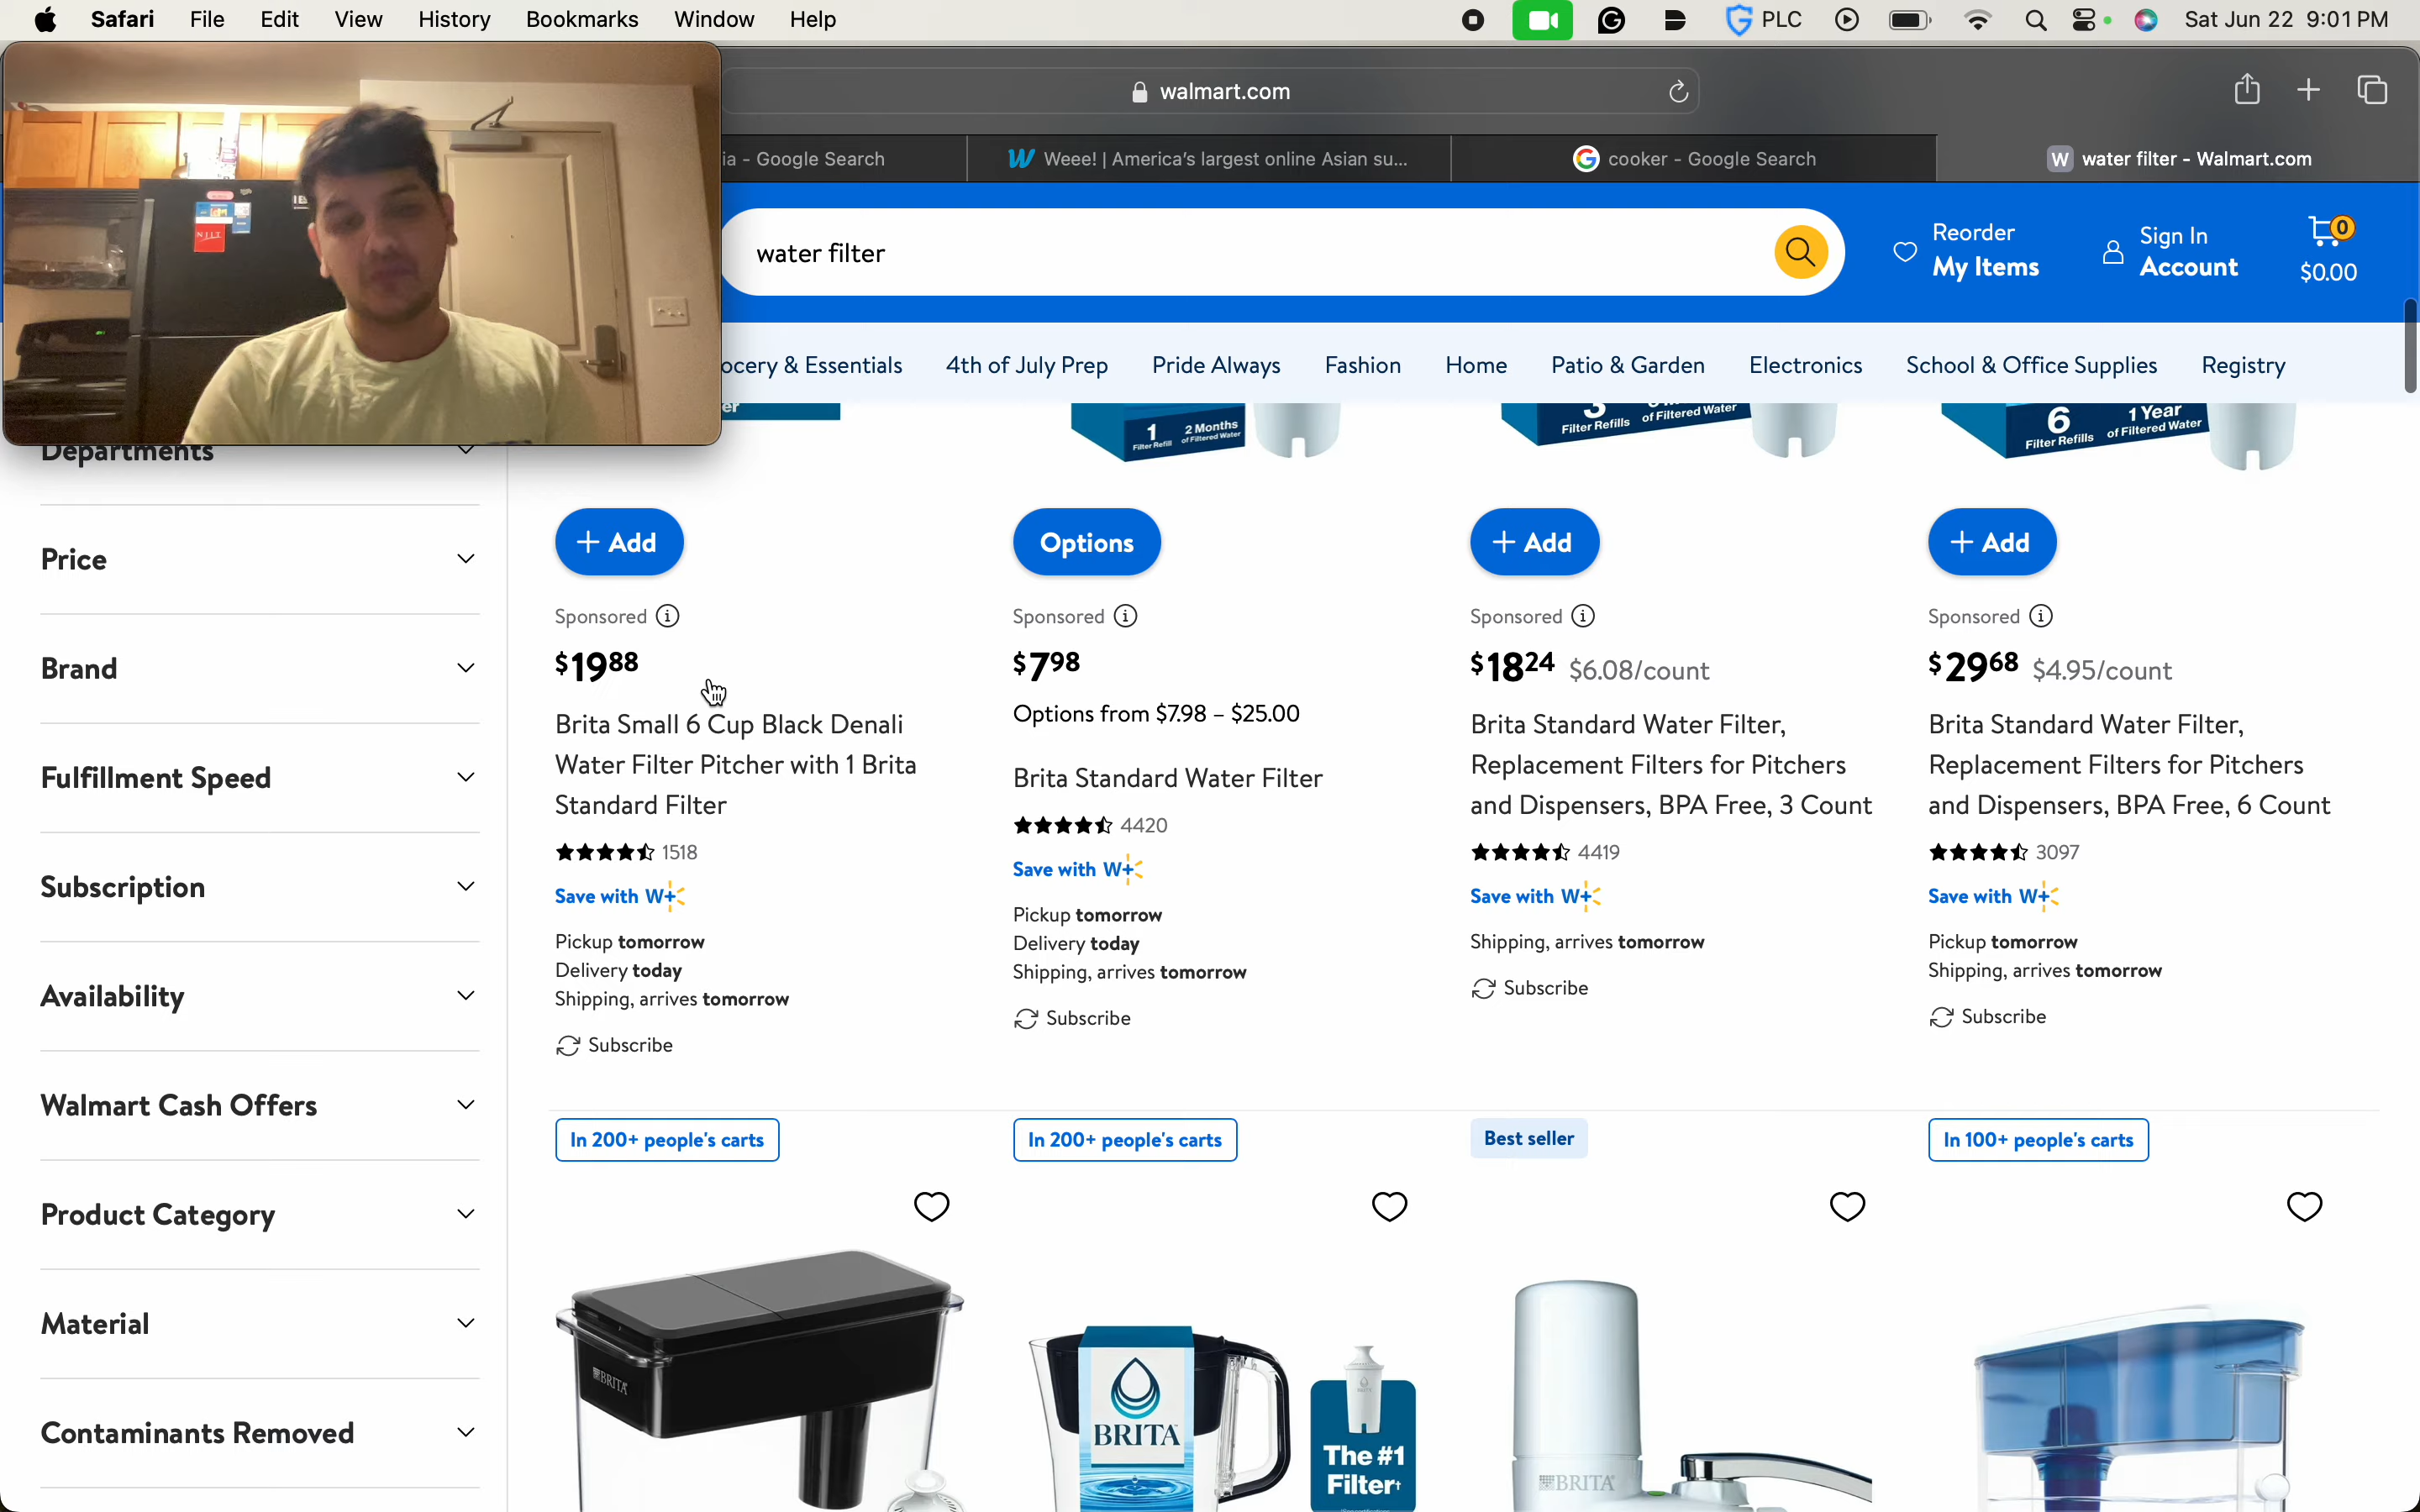 Safari File Edit View History Bookmarks Window Help PLC Sat Jun 22 9:01 PM
walmart.com
ia - Google Search
Weee! | America's largest online Asian su...
cooker - Google Search
W water filter - Walmart.com
NJIT
water filter
Reorder
My Items
Sign In
Account
0
$0.00
ocery & Essentials 4th of July Prep Pride Always Fashion Home Patio & Garden Electronics School & Office Supplies Registry
er
1 Filter Refill 2 Months of Filtered Water
3 Filter Refills of Filtered Water
6 Filter Refills 1 Year of Filtered Water
Departments
Price
Brand
Fulfillment Speed
Subscription
Availability
Walmart Cash Offers
Product Category
Material
Contaminants Removed
+ Add
Sponsored
$1988
Brita Small 6 Cup Black Denali
Water Filter Pitcher with 1 Brita
Standard Filter
1518
Save with W+
Pickup tomorrow
Delivery today
Shipping, arrives tomorrow
Subscribe
Options
Sponsored
$798
Options from $7.98 – $25.00
Brita Standard Water Filter
4420
Save with W+
Pickup tomorrow
Delivery today
Shipping, arrives tomorrow
Subscribe
+ Add
Sponsored
$1824 $6.08/count
Brita Standard Water Filter,
Replacement Filters for Pitchers
and Dispensers, BPA Free, 3 Count
4419
Save with W+
Shipping, arrives tomorrow
Subscribe
+ Add
Sponsored
$2968 $4.95/count
Brita Standard Water Filter,
Replacement Filters for Pitchers
and Dispensers, BPA Free, 6 Count
3097
Save with W+
Pickup tomorrow
Shipping, arrives tomorrow
Subscribe
In 200+ people's carts
In 200+ people's carts
Best seller
In 100+ people's carts
BRITA
BRITA
The #1
Filter†
BRITA